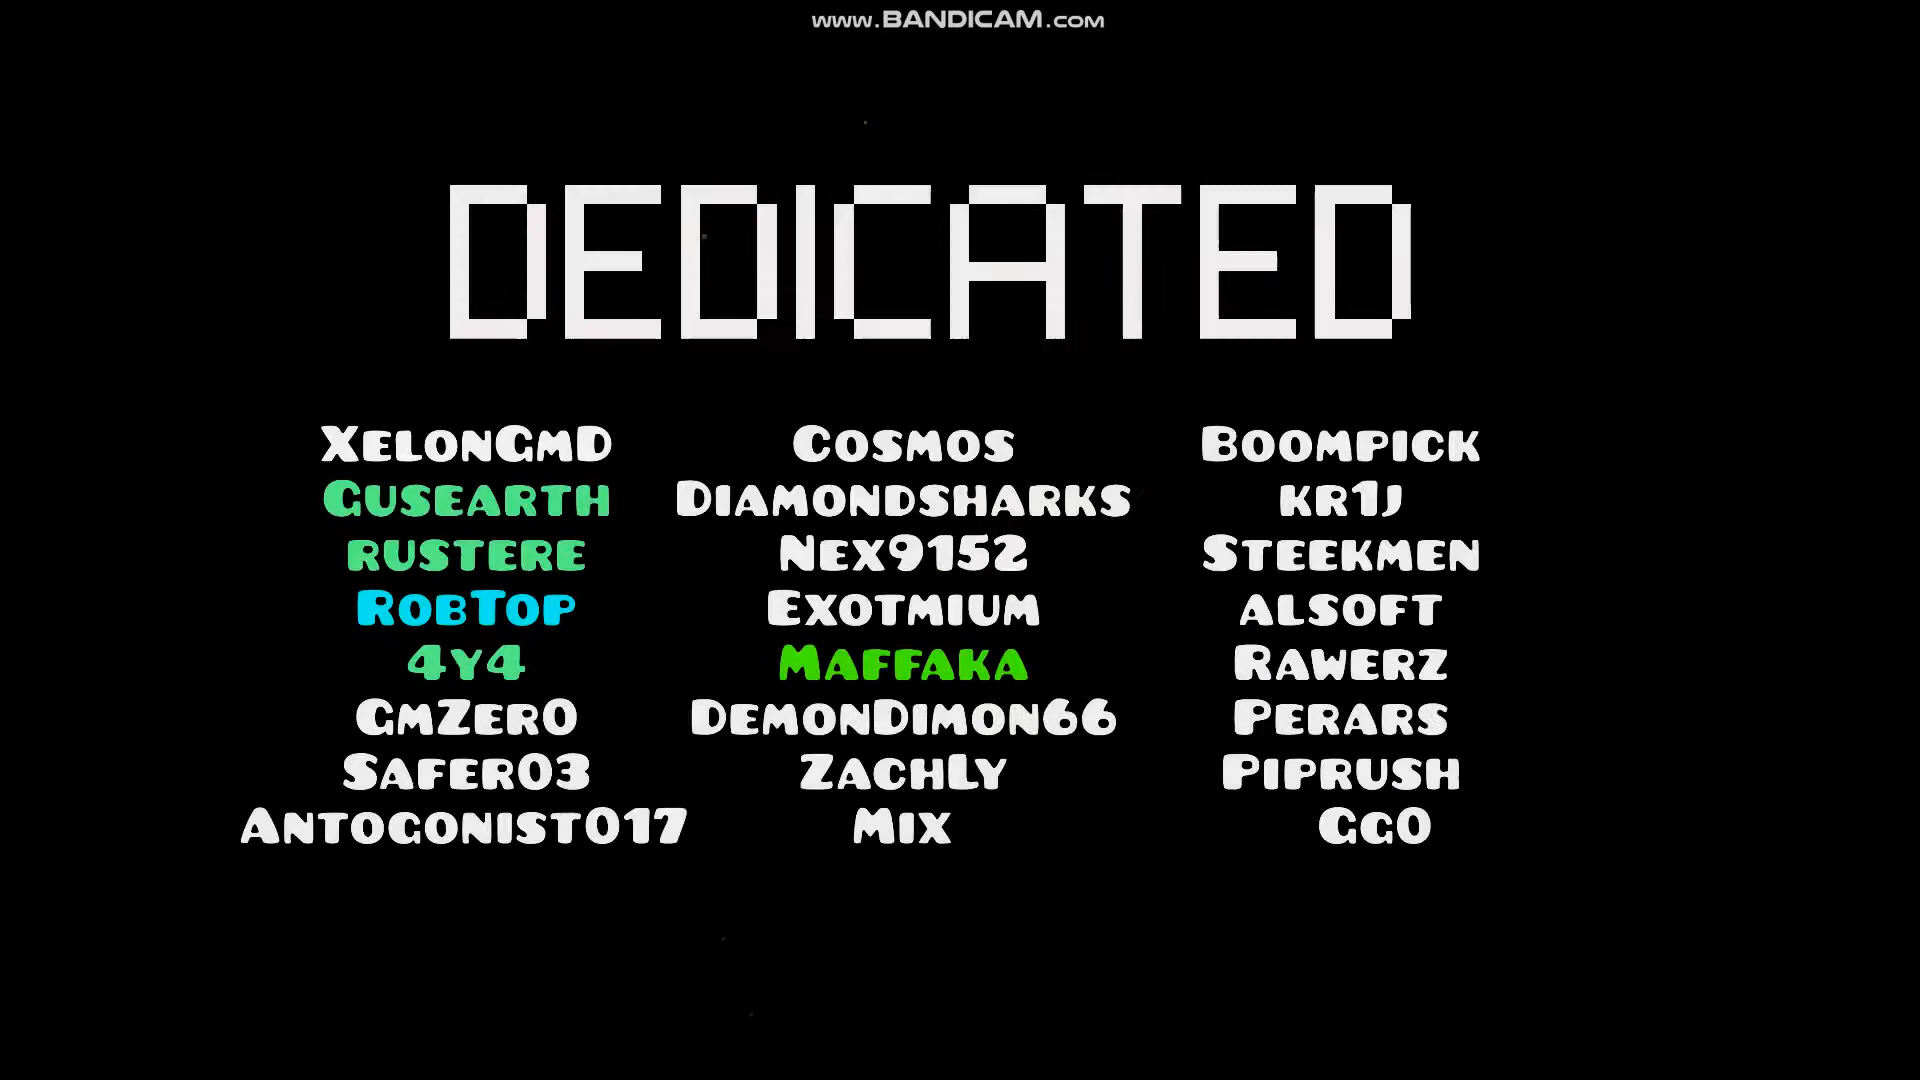 www.BANDICAM.com
DEDICATED
XelonGmD Cosmos Boompick
Gusearth Diamondsharks kr1j
rustere Nex9152 Steekmen
RobTop Exotmium alsoft
4y4 Maffaka Rawerz
GmZer0 DemonDimon66 Perars
Safer03 ZachLy Piprush
Antogonist017 Mix Gg0